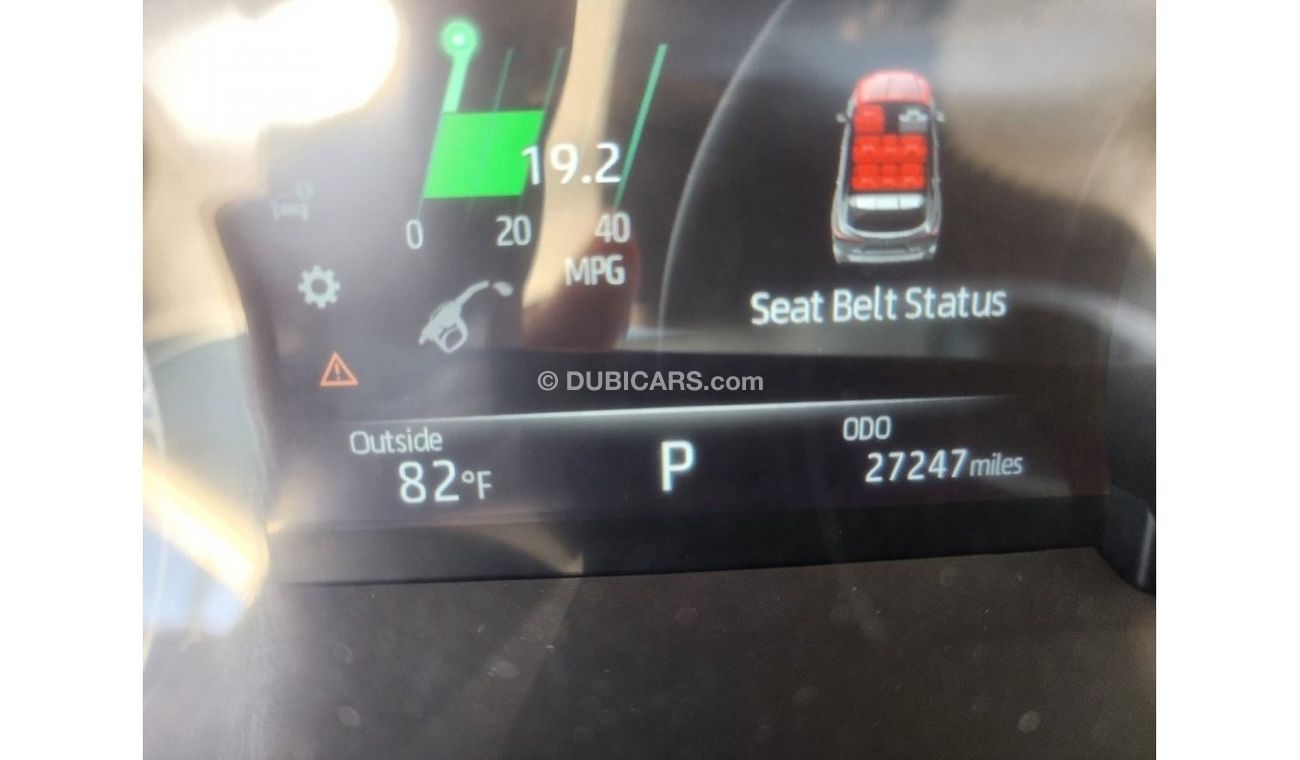 19.2
0 20 40
MPG
Seat Belt Status
© DUBICARS.com
Outside
82°F
P
ODO
27247 miles